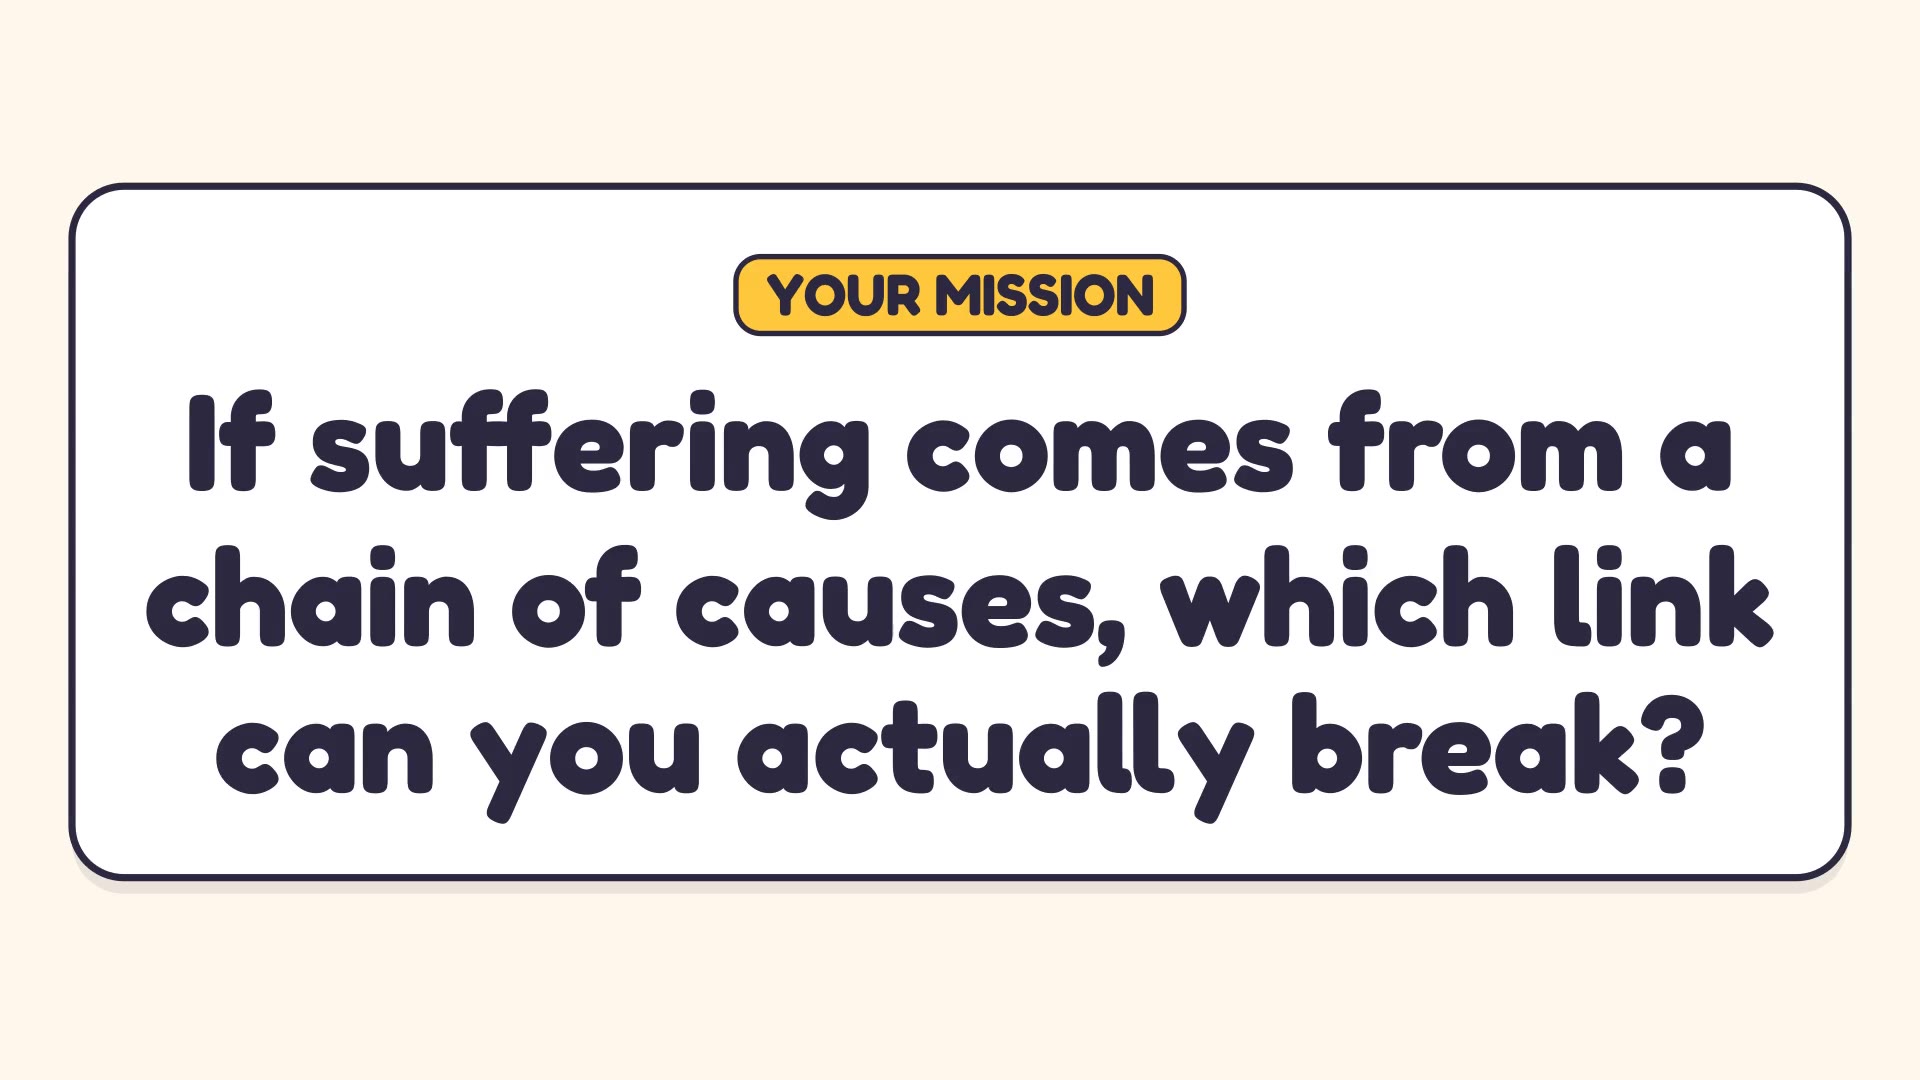 YOUR MISSION
If suffering comes from a
chain of causes, which link
can you actually break?